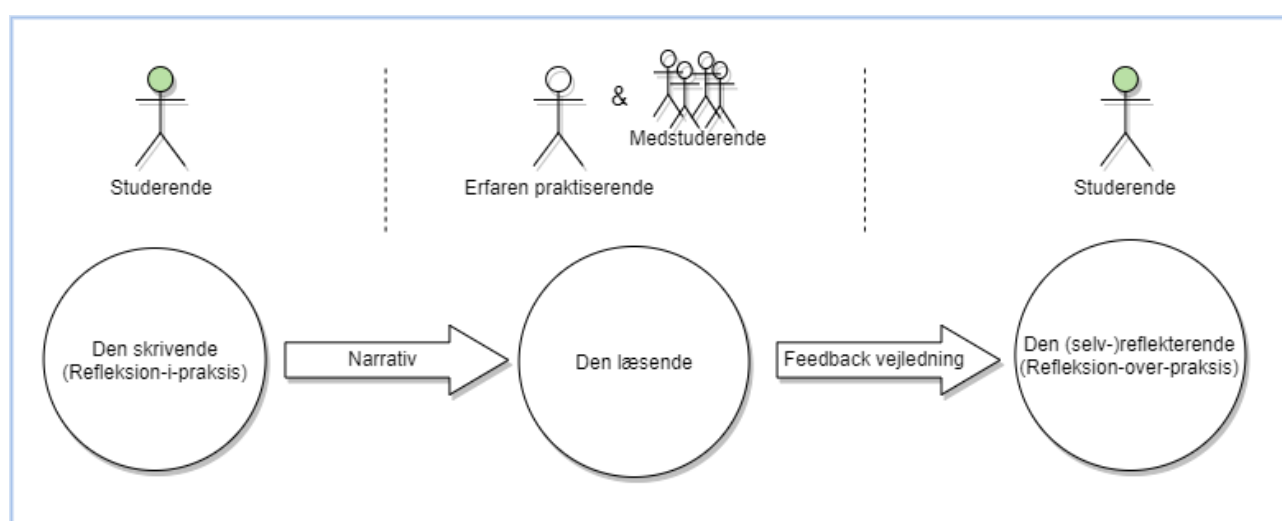 &
Medstuderende
Studerende
Erfaren praktiserende
Studerende
Den skrivende
(Refleksion-i-praksis)
Narrativ
Den læsende
Feedback vejledning
Den (selv-)reflekterende
(Refleksion-over-praksis)